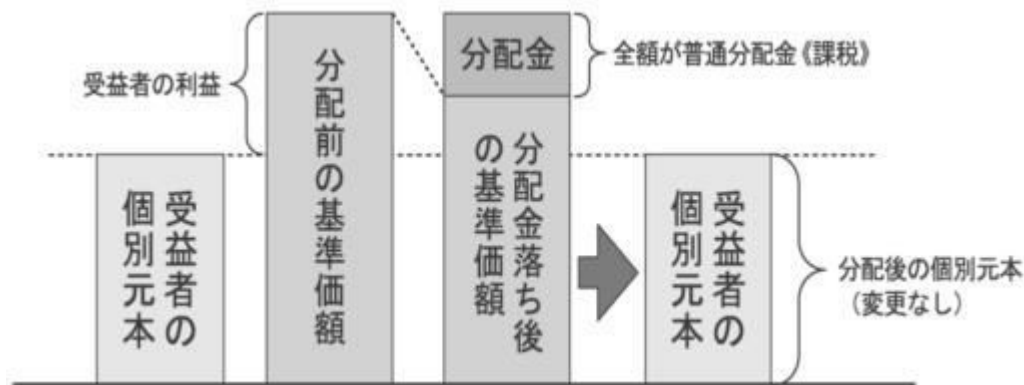 受益者の利益
受益者の
個別元本
分配前の基準価額
分配金
全額が普通分配金《課税》
分配金落ち後
の基準価額
受益者の
個別元本
分配後の個別元本
（変更なし）